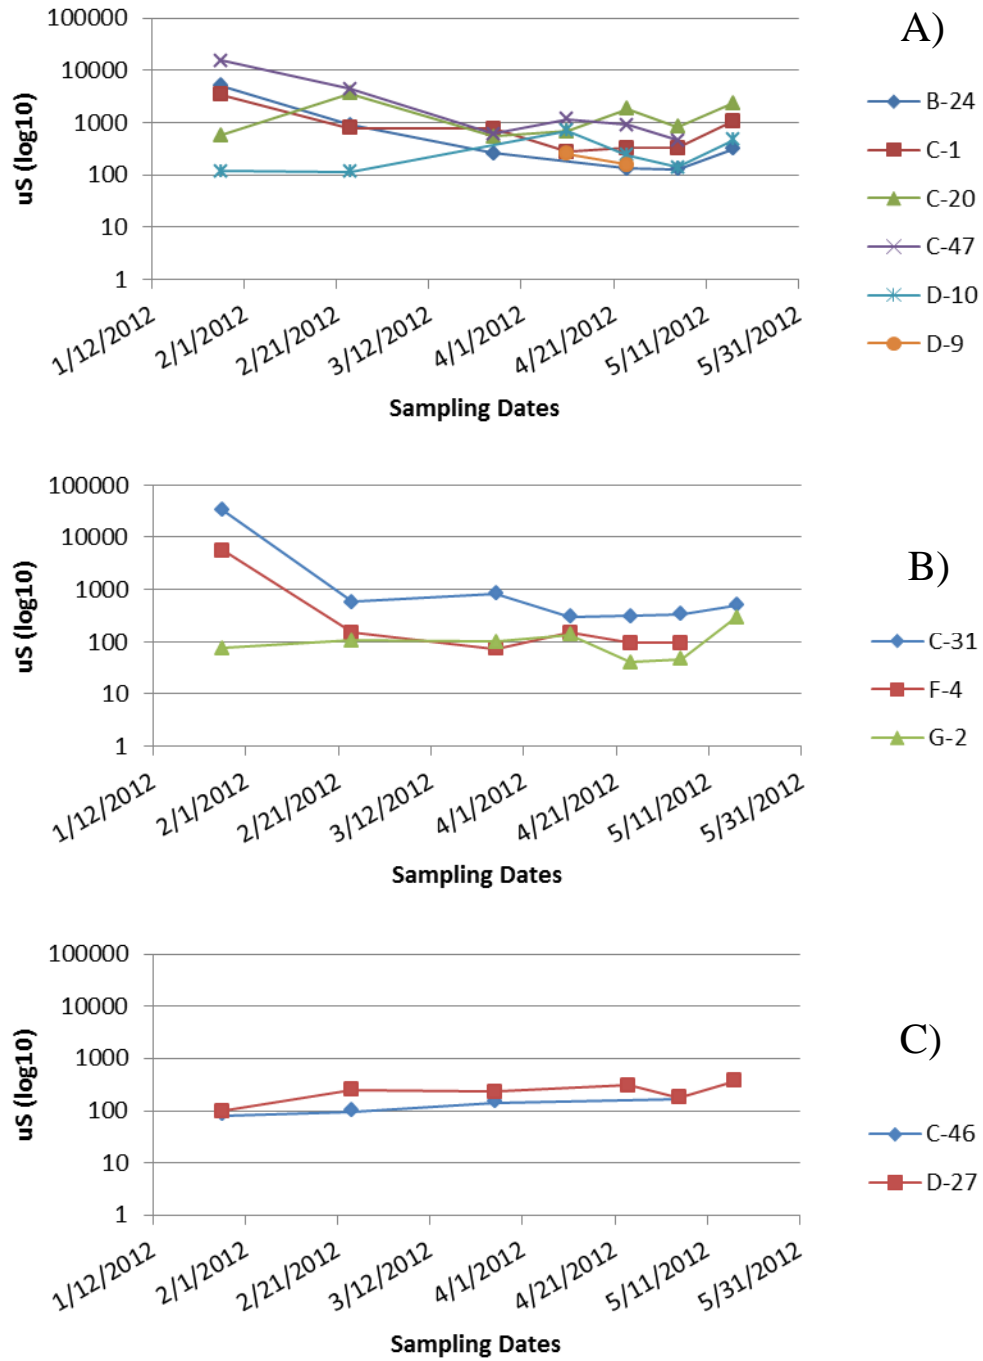 A)
100000
10000
1000
100
10
1
uS (log10)
1/12/2012
2/1/2012
2/21/2012
3/12/2012
4/1/2012
4/21/2012
5/11/2012
5/31/2012
Sampling Dates
B-24
C-1
C-20
C-47
D-10
D-9
B)
100000
10000
1000
100
10
1
uS (log10)
1/12/2012
2/1/2012
2/21/2012
3/12/2012
4/1/2012
4/21/2012
5/11/2012
5/31/2012
Sampling Dates
C-31
F-4
G-2
C)
100000
10000
1000
100
10
1
uS (log10)
1/12/2012
2/1/2012
2/21/2012
3/12/2012
4/1/2012
4/21/2012
5/11/2012
5/31/2012
Sampling Dates
C-46
D-27